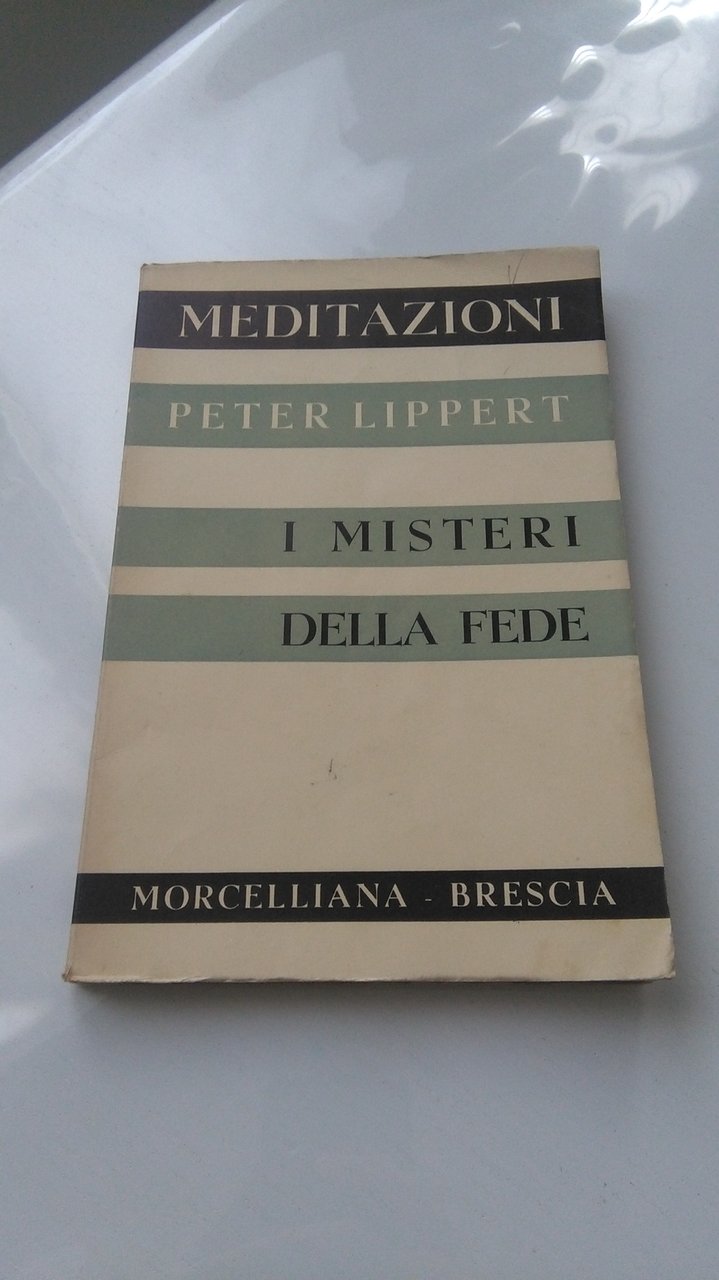 MEDITAZIONI
PETER LIPPERT
I MISTERI
DELLA FEDE
MORCELLIANA - BRESCIA